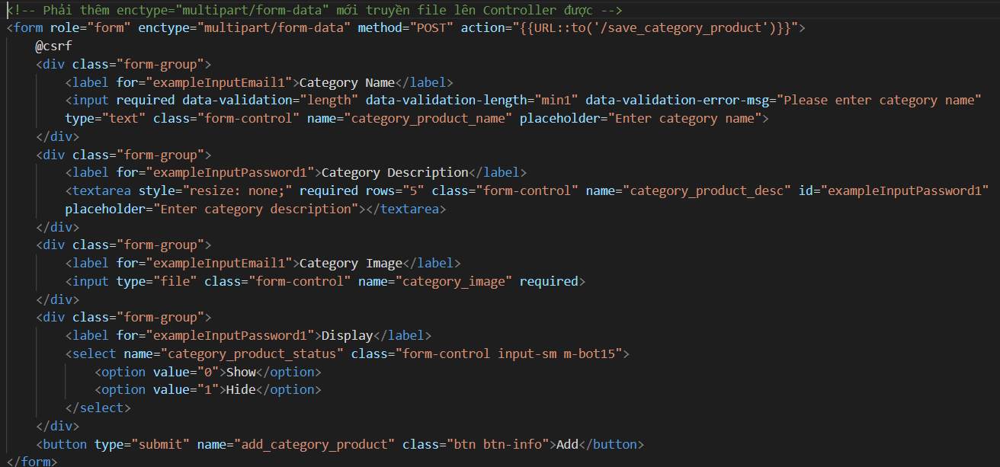 <!-- Phải thêm enctype="multipart/form-data" mới truyền file lên Controller được -->
<form role="form" enctype="multipart/form-data" method="POST" action="{{URL::to('/save_category_product')}}">
@csrf
<div class="form-group">
<label for="exampleInputEmail1">Category Name</label>
<input required data-validation="length" data-validation-length="min1" data-validation-error-msg="Please enter category name"
type="text" class="form-control" name="category_product_name" placeholder="Enter category name">
</div>
<div class="form-group">
<label for="exampleInputPassword1">Category Description</label>
<textarea style="resize: none;" required rows="5" class="form-control" name="category_product_desc" id="exampleInputPassword1"
placeholder="Enter category description"></textarea>
</div>
<div class="form-group">
<label for="exampleInputEmail1">Category Image</label>
<input type="file" class="form-control" name="category_image" required>
</div>
<div class="form-group">
<label for="exampleInputPassword1">Display</label>
<select name="category_product_status" class="form-control input-sm m-bot15">
<option value="0">Show</option>
<option value="1">Hide</option>
</select>
</div>
<button type="submit" name="add_category_product" class="btn btn-info">Add</button>
</form>